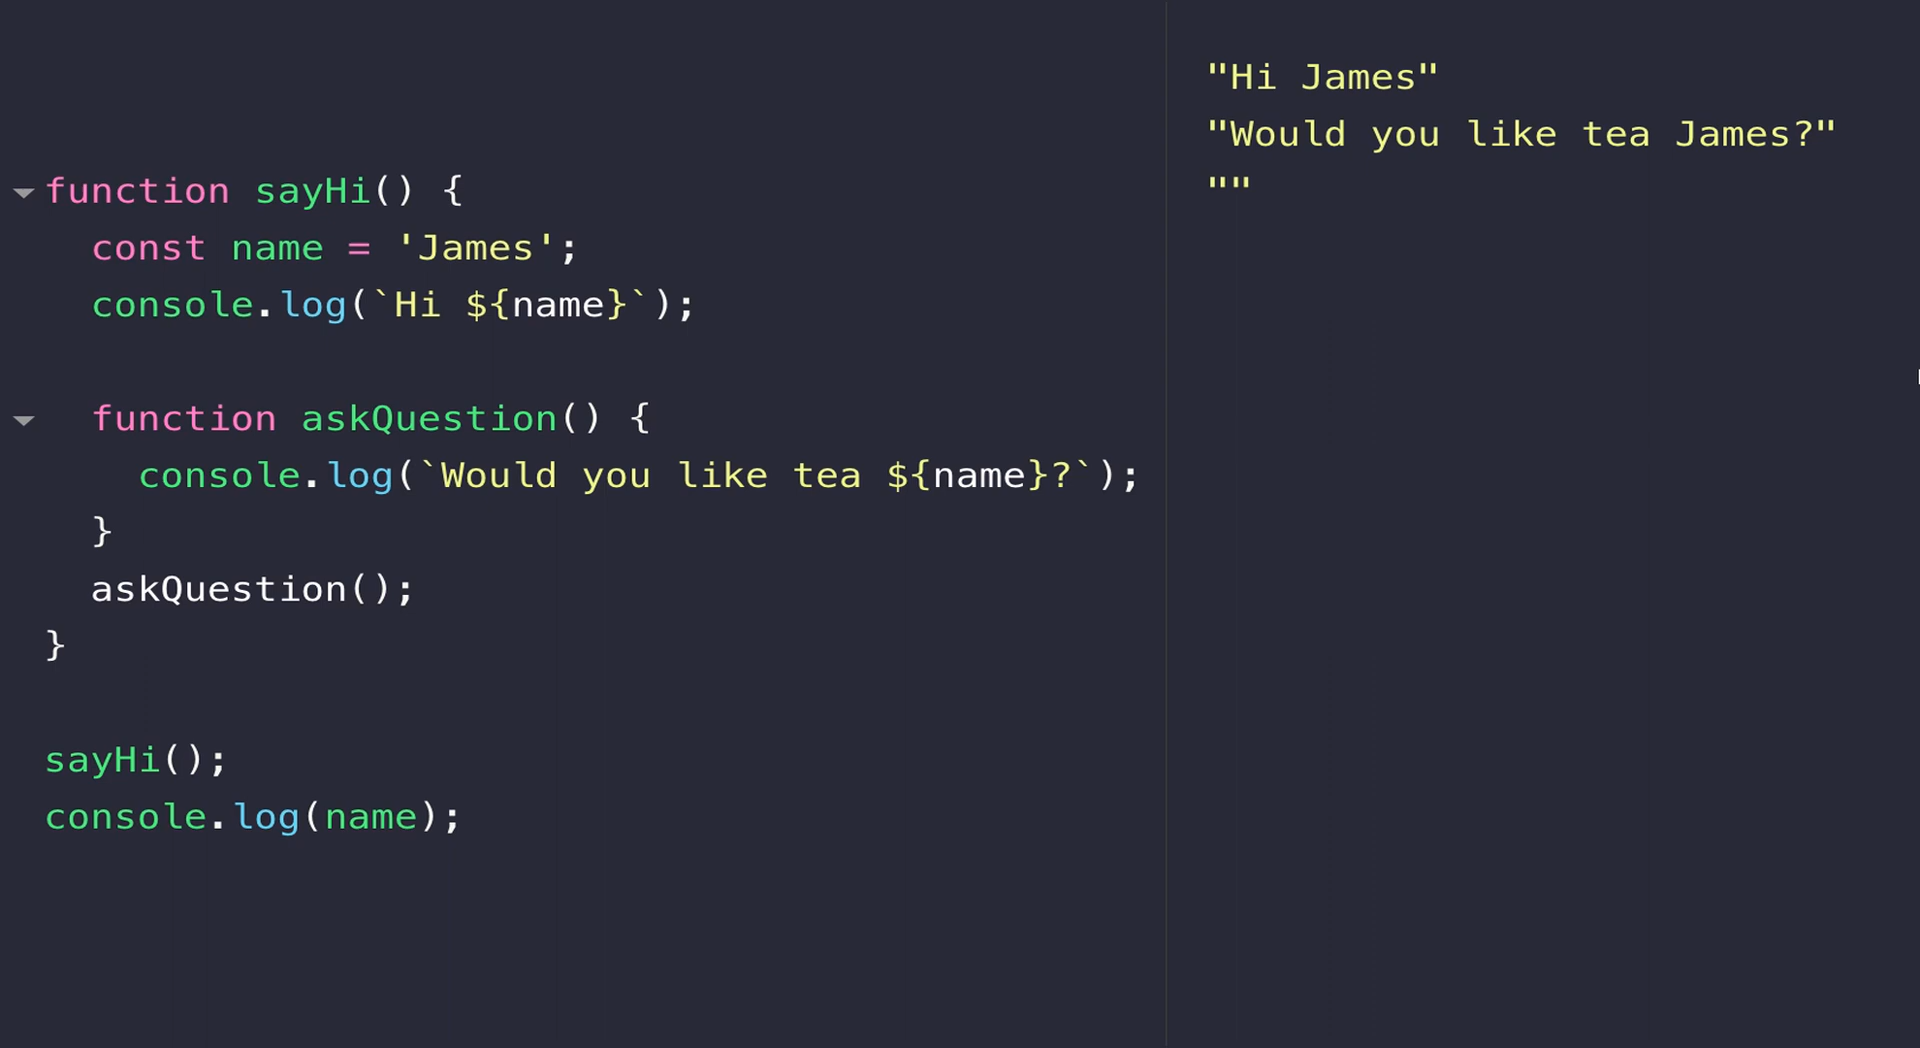 function sayHi() {
const name = 'James';
console.log(`Hi ${name}`);
function askQuestion() {
console.log(`Would you like tea ${name}?`);
}
askQuestion();
}
sayHi();
console.log(name);
"Hi James"
"Would you like tea James?"
""